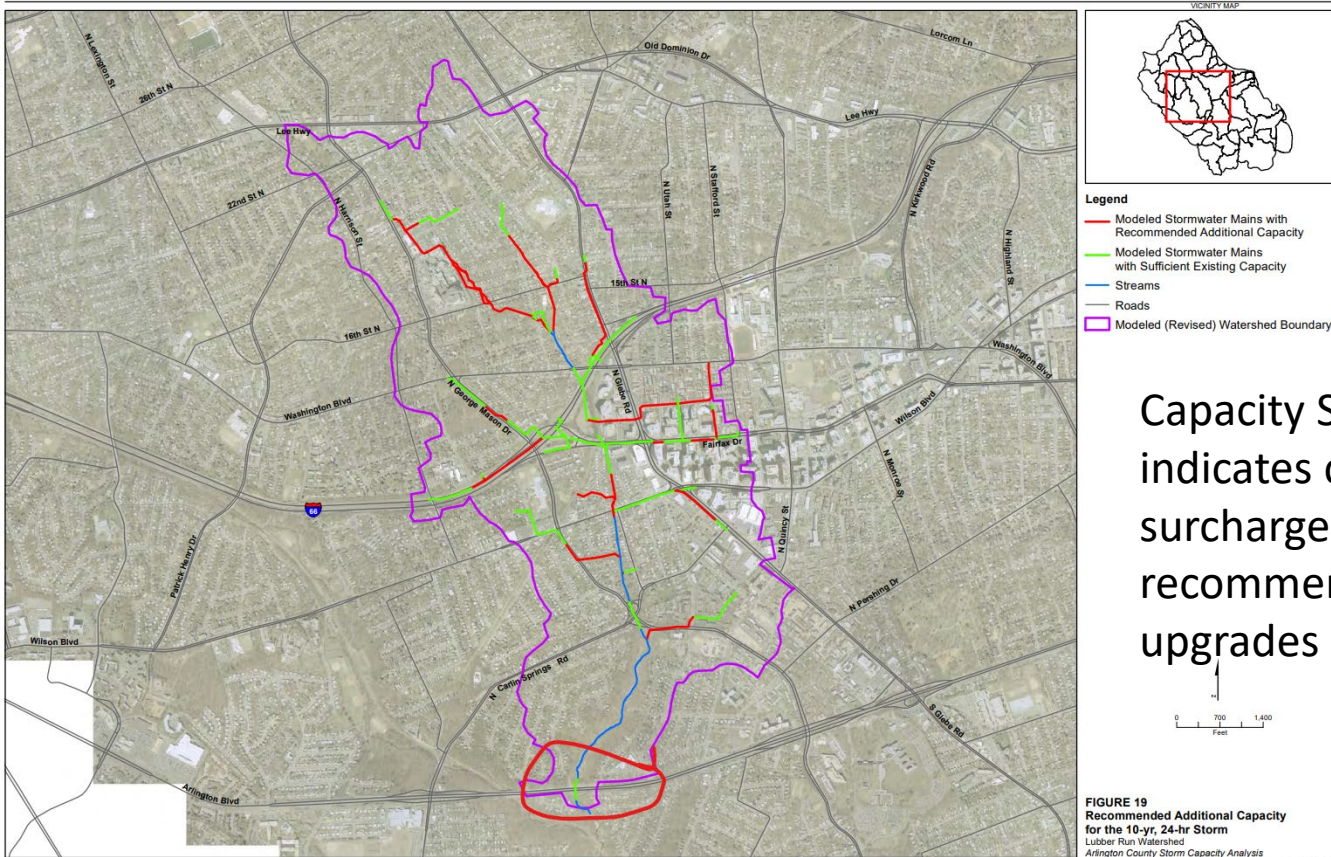 VICINITY MAP
Legend
Modeled Stormwater Mains with
Recommended Additional Capacity
Modeled Stormwater Mains
with Sufficient Existing Capacity
Streams
Roads
Modeled (Revised) Watershed Boundary
Capacity S
indicates
surcharge
recommen
upgrades
N
0 700 1,400
Feet
FIGURE 19
Recommended Additional Capacity
for the 10-yr, 24-hr Storm
Lubber Run Watershed
Arlington County Storm Capacity Analysis
N Lexington St
26th St N
Lee Hwy
22nd St N
N Harrison St
Old Dominion Dr
Lorcom Ln
Lee Hwy
N Utah St
N Stafford St
N Kirkwood Rd
N Highland St
15th St N
16th St N
Washington Blvd
N George Mason Dr
N Glebe Rd
Washington Blvd
Wilson Blvd
Fairfax Dr
N Monroe St
N Quincy St
66
Patrick Henry Dr
N Pershing Dr
Wilson Blvd
N Carlin Springs Rd
S Glebe Rd
Arlington Blvd